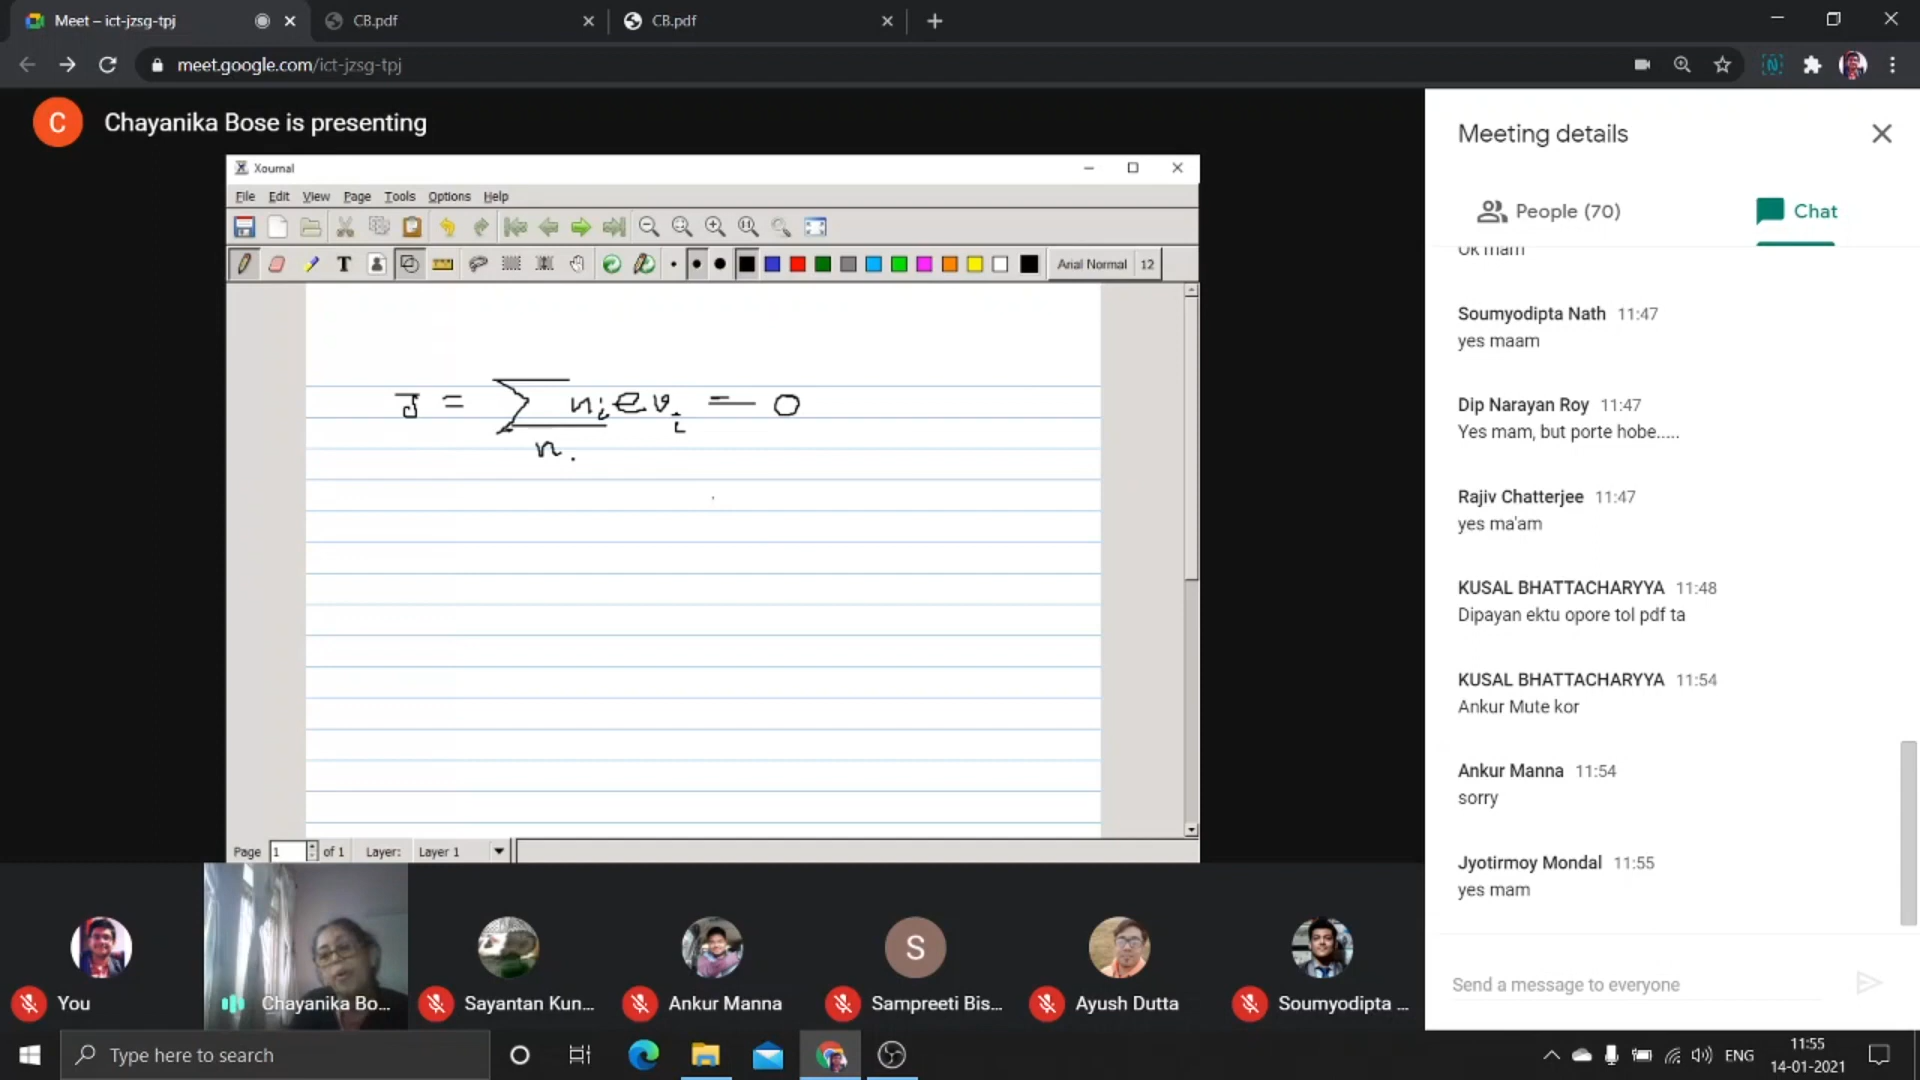 Meet – ict-jzsg-tpj
CB.pdf
CB.pdf
meet.google.com/ict-jzsg-tpj
C
Chayanika Bose is presenting
Xournal
File Edit View Page Tools Options Help
T
Arial Normal 12
J = ∑ nᵢ e vᵢ = 0
n.
Page 1 of 1 Layer: Layer 1
You
Chayanika Bo...
Sayantan Kun...
Ankur Manna
S
Sampreeti Bis...
Ayush Dutta
Soumyodipta ...
Meeting details
People (70)
Chat
Ok mam
Soumyodipta Nath 11:47
yes maam
Dip Narayan Roy 11:47
Yes mam, but porte hobe.....
Rajiv Chatterjee 11:47
yes ma'am
KUSAL BHATTACHARYYA 11:48
Dipayan ektu opore tol pdf ta
KUSAL BHATTACHARYYA 11:54
Ankur Mute kor
Ankur Manna 11:54
sorry
Jyotirmoy Mondal 11:55
yes mam
Send a message to everyone
Type here to search
ENG
11:55
14-01-2021